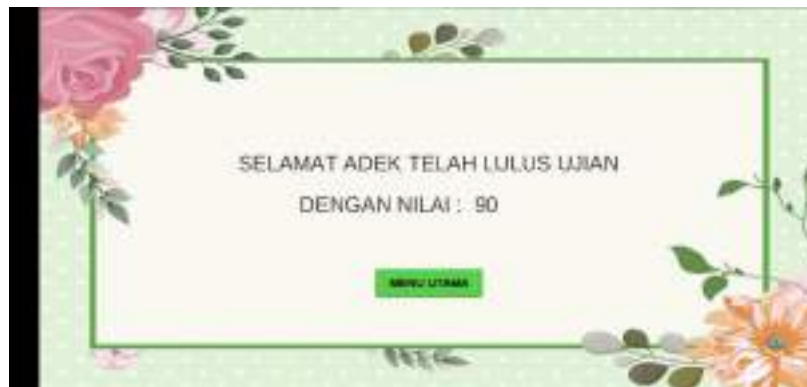 SELAMAT ADEK TELAH LULUS UJIAN
DENGAN NILAI : 90
MENU UTAMA